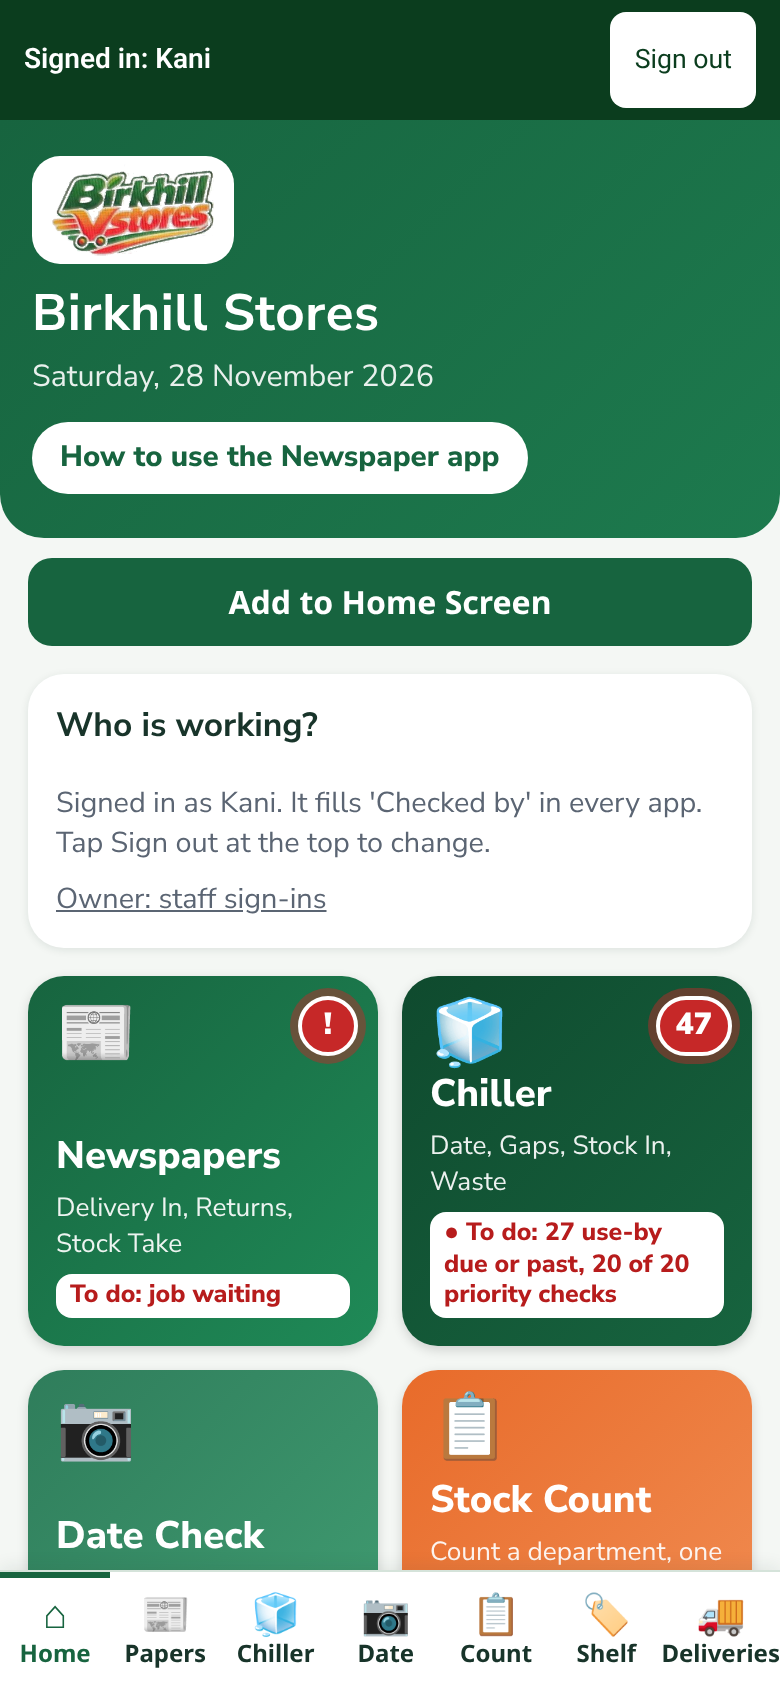 Signed in: Kani
Sign out
Birkhill
Vstores
Birkhill Stores
Saturday, 28 November 2026
How to use the Newspaper app
Add to Home Screen
Who is working?
Signed in as Kani. It fills 'Checked by' in every app.
Tap Sign out at the top to change.
Owner: staff sign-ins
!
Newspapers
Delivery In, Returns,
Stock Take
To do: job waiting
47
Chiller
Date, Gaps, Stock In,
Waste
● To do: 27 use-by
due or past, 20 of 20
priority checks
Date Check
Stock Count
Count a department, one
Home
Papers
Chiller
Date
Count
Shelf
Deliveries